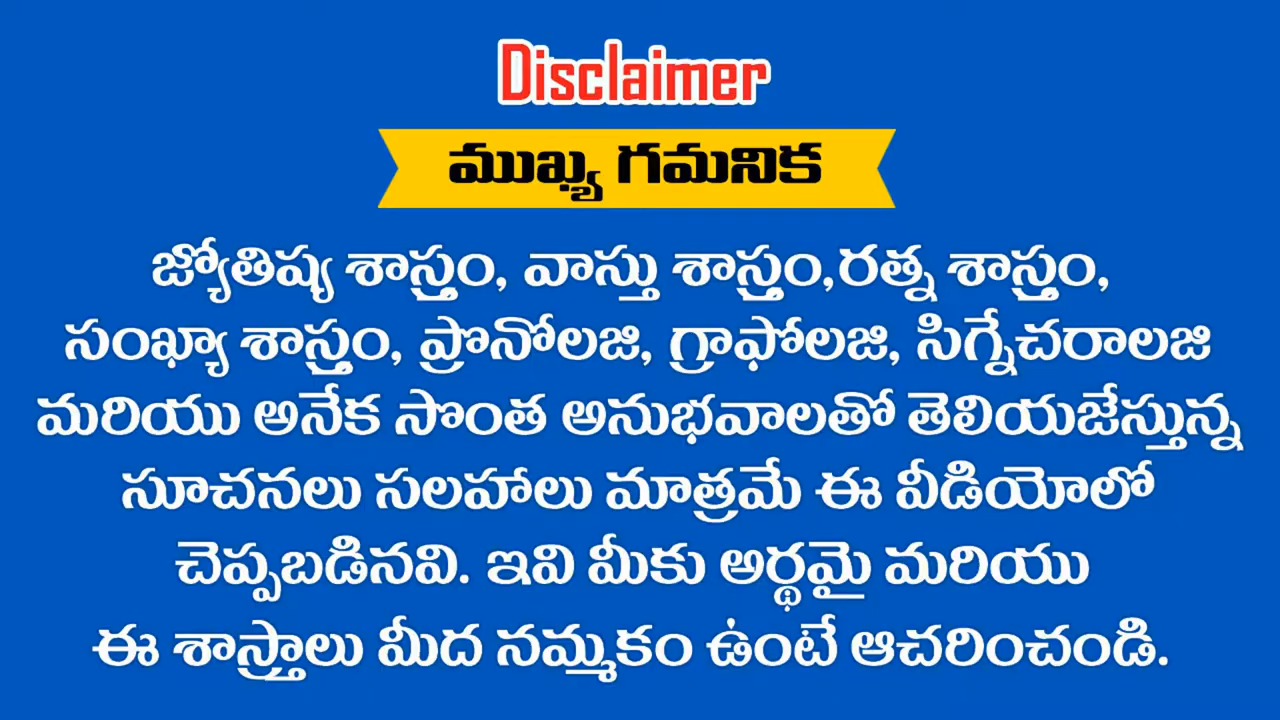 Disclaimer
ముఖ్య గమనిక
జ్యోతిష్య శాస్త్రం, వాస్తు శాస్త్రం,రత్న శాస్త్రం,
సంఖ్యా శాస్త్రం, ప్రొనోలజి, గ్రాఫోలజి, సిగ్నేచరాలజి
మరియు అనేక సొంత అనుభవాలతో తెలియజేస్తున్న
సూచనలు సలహాలు మాత్రమే ఈ వీడియోలో
చెప్పబడినవి. ఇవి మీకు అర్థమై మరియు
ఈ శాస్త్రాలు మీద నమ్మకం ఉంటే ఆచరించండి.